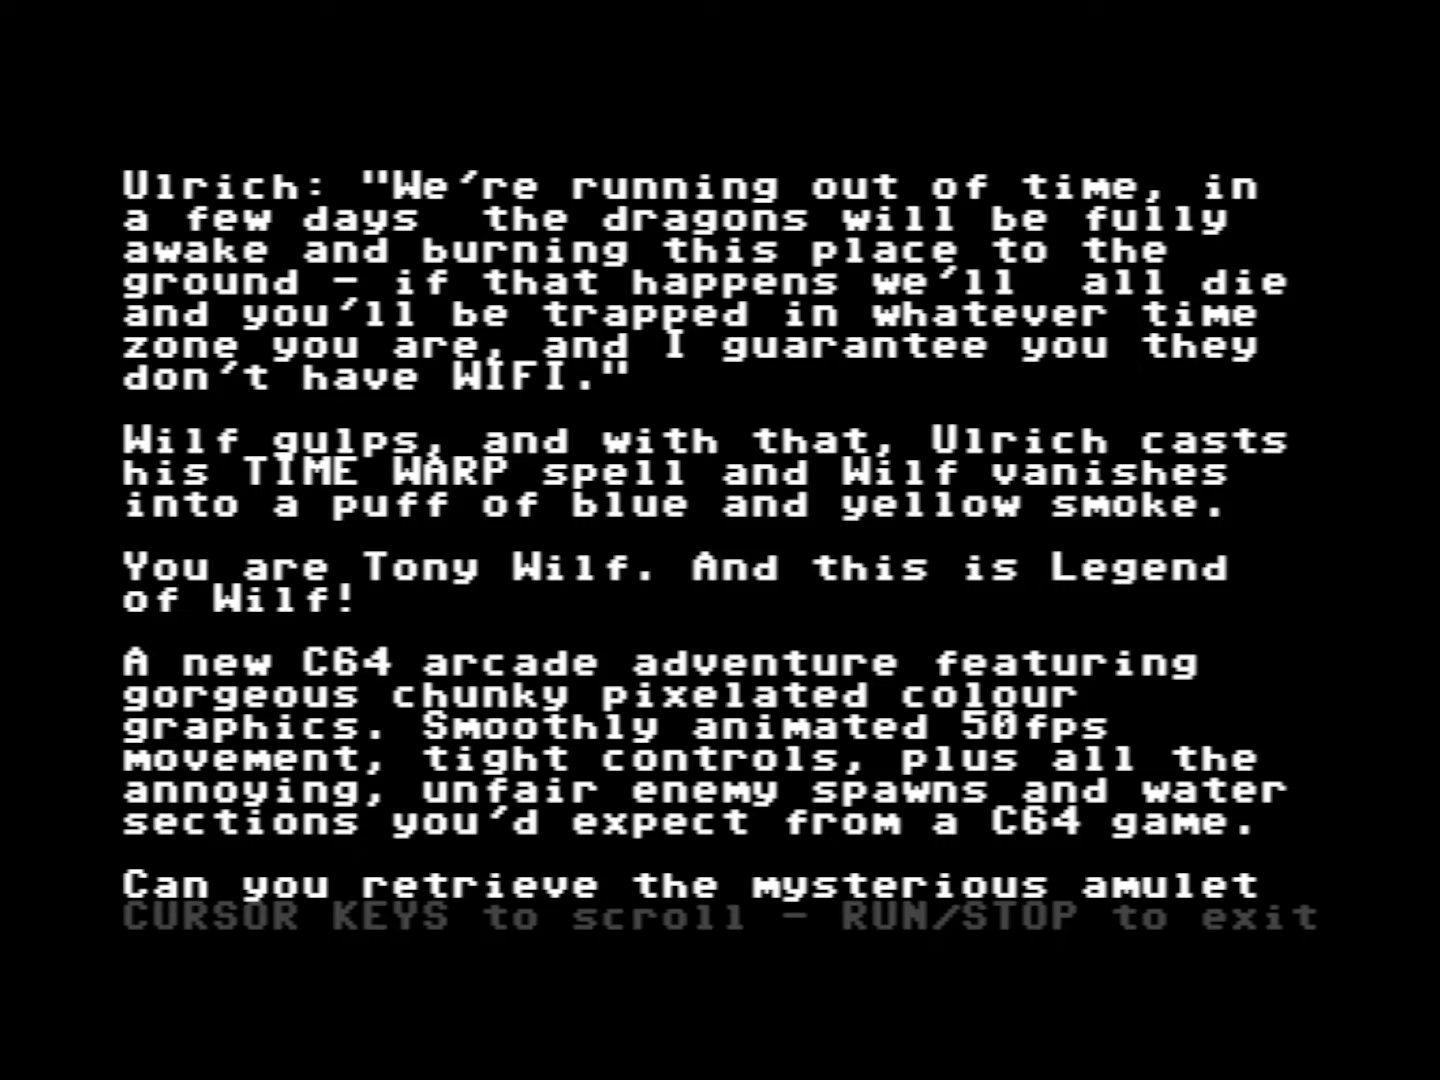 Ulrich: "We're running out of time, in
a few days  the dragons will be fully
awake and burning this place to the
ground - if that happens we'll  all die
and you'll be trapped in whatever time
zone you are, and I guarantee you they
don't have WIFI."
Wilf gulps, and with that, Ulrich casts
his TIME WARP spell and Wilf vanishes
into a puff of blue and yellow smoke.
You are Tony Wilf. And this is Legend
of Wilf!
A new C64 arcade adventure featuring
gorgeous chunky pixelated colour
graphics. Smoothly animated 50fps
movement, tight controls, plus all the
annoying, unfair enemy spawns and water
sections you'd expect from a C64 game.
Can you retrieve the mysterious amulet
CURSOR KEYS to scroll - RUN/STOP to exit